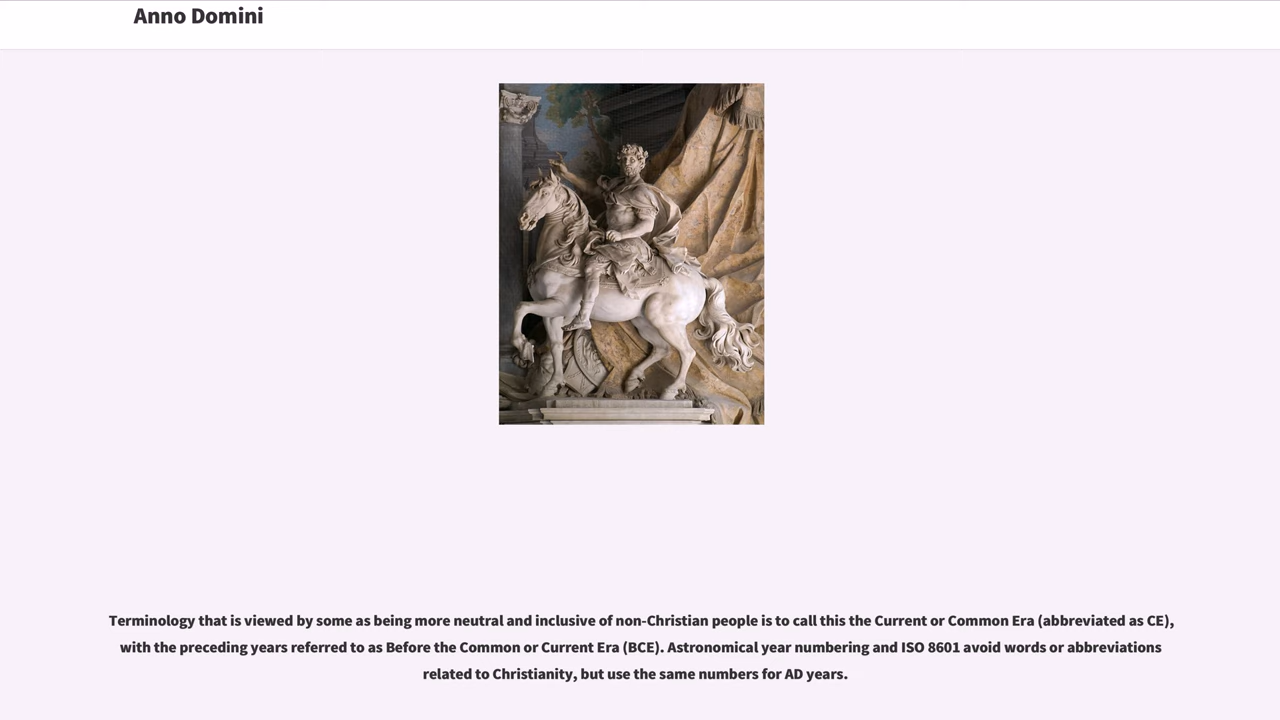 Anno Domini
Terminology that is viewed by some as being more neutral and inclusive of non-Christian people is to call this the Current or Common Era (abbreviated as CE),
with the preceding years referred to as Before the Common or Current Era (BCE). Astronomical year numbering and ISO 8601 avoid words or abbreviations
related to Christianity, but use the same numbers for AD years.